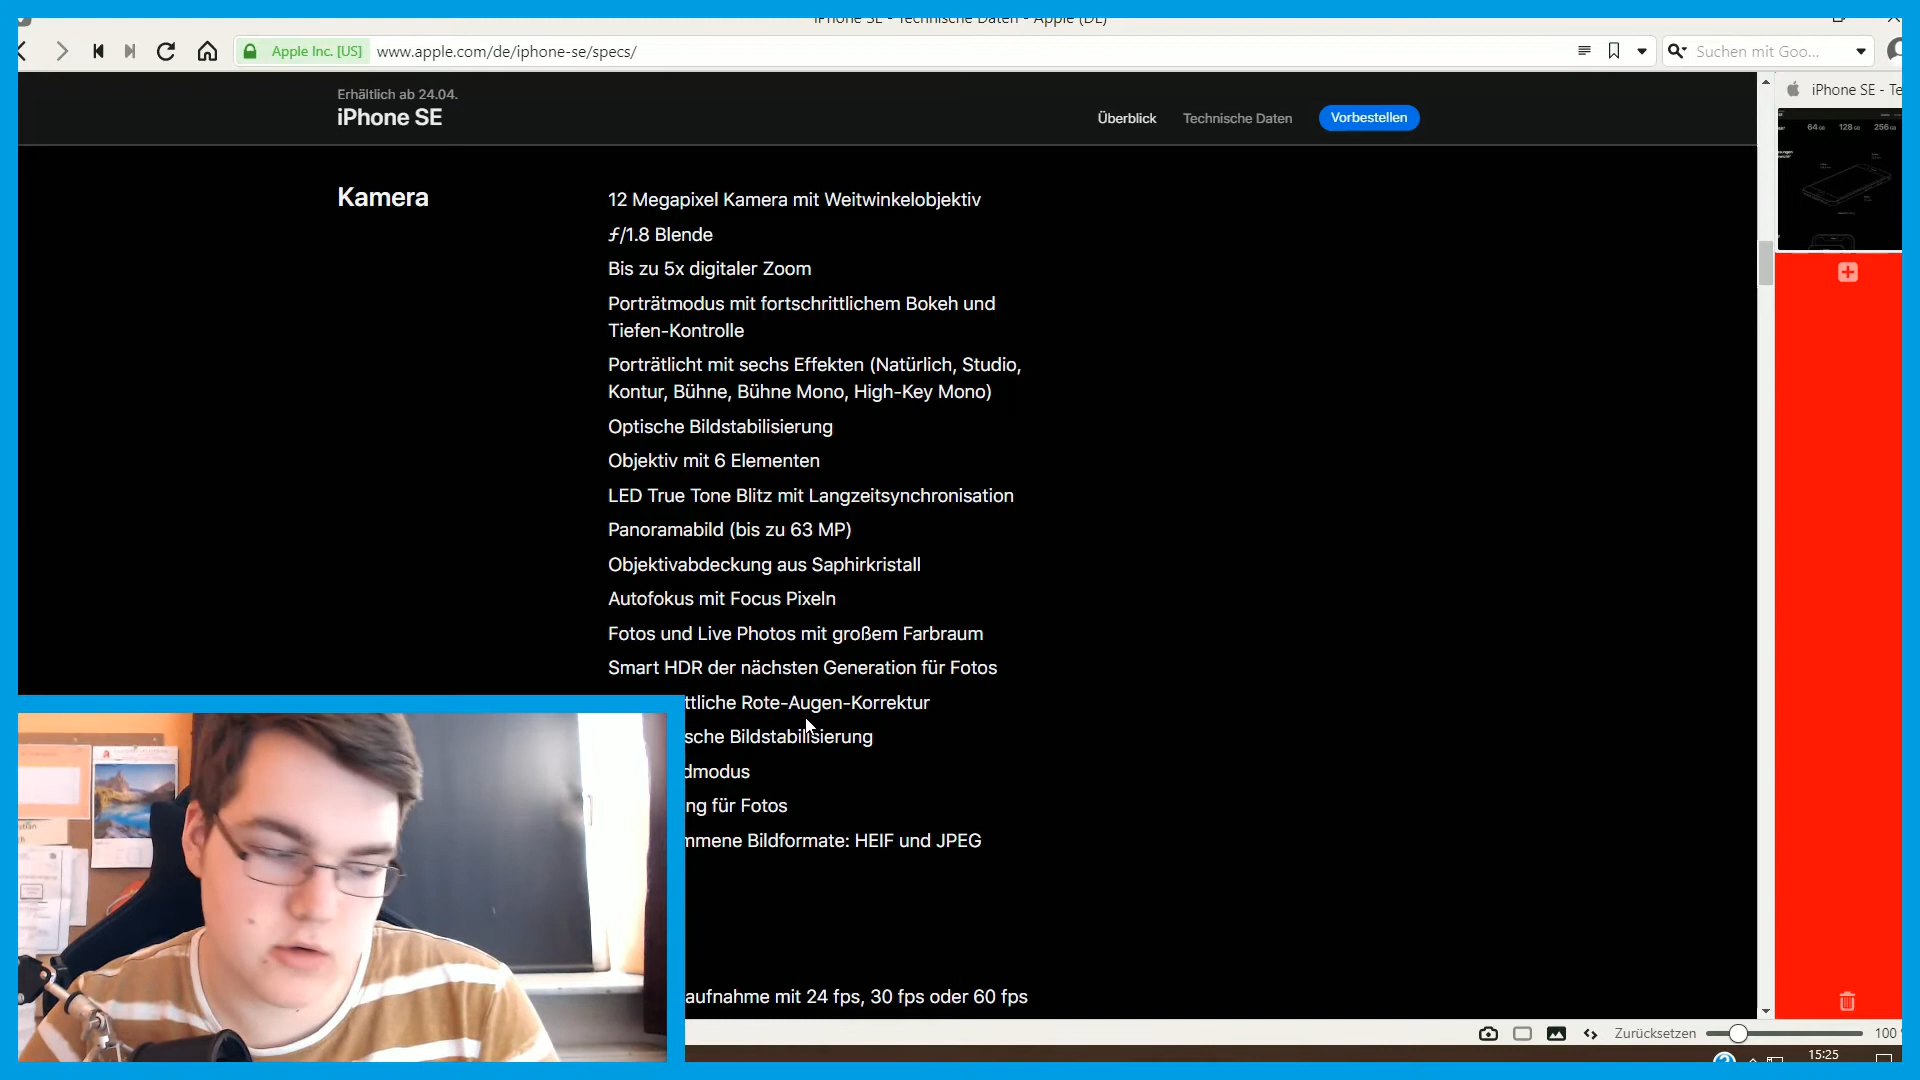 iPhone SE - Technische Daten - Apple (DE)
Apple Inc. [US] www.apple.com/de/iphone-se/specs/
Suchen mit Goo...
iPhone SE - Te
Erhältlich ab 24.04.
iPhone SE
Überblick
Technische Daten
Vorbestellen
64 GB 128 GB 256 GB
Kamera
12 Megapixel Kamera mit Weitwinkelobjektiv
ƒ/1.8 Blende
Bis zu 5x digitaler Zoom
Porträtmodus mit fortschrittlichem Bokeh und
Tiefen-Kontrolle
Porträtlicht mit sechs Effekten (Natürlich, Studio,
Kontur, Bühne, Bühne Mono, High-Key Mono)
Optische Bildstabilisierung
Objektiv mit 6 Elementen
LED True Tone Blitz mit Langzeitsynchronisation
Panoramabild (bis zu 63 MP)
Objektivabdeckung aus Saphirkristall
Autofokus mit Focus Pixeln
Fotos und Live Photos mit großem Farbraum
Smart HDR der nächsten Generation für Fotos
ttliche Rote-Augen-Korrektur
sche Bildstabilisierung
dmodus
ng für Fotos
mmene Bildformate: HEIF und JPEG
aufnahme mit 24 fps, 30 fps oder 60 fps
Zurücksetzen
100
15:25